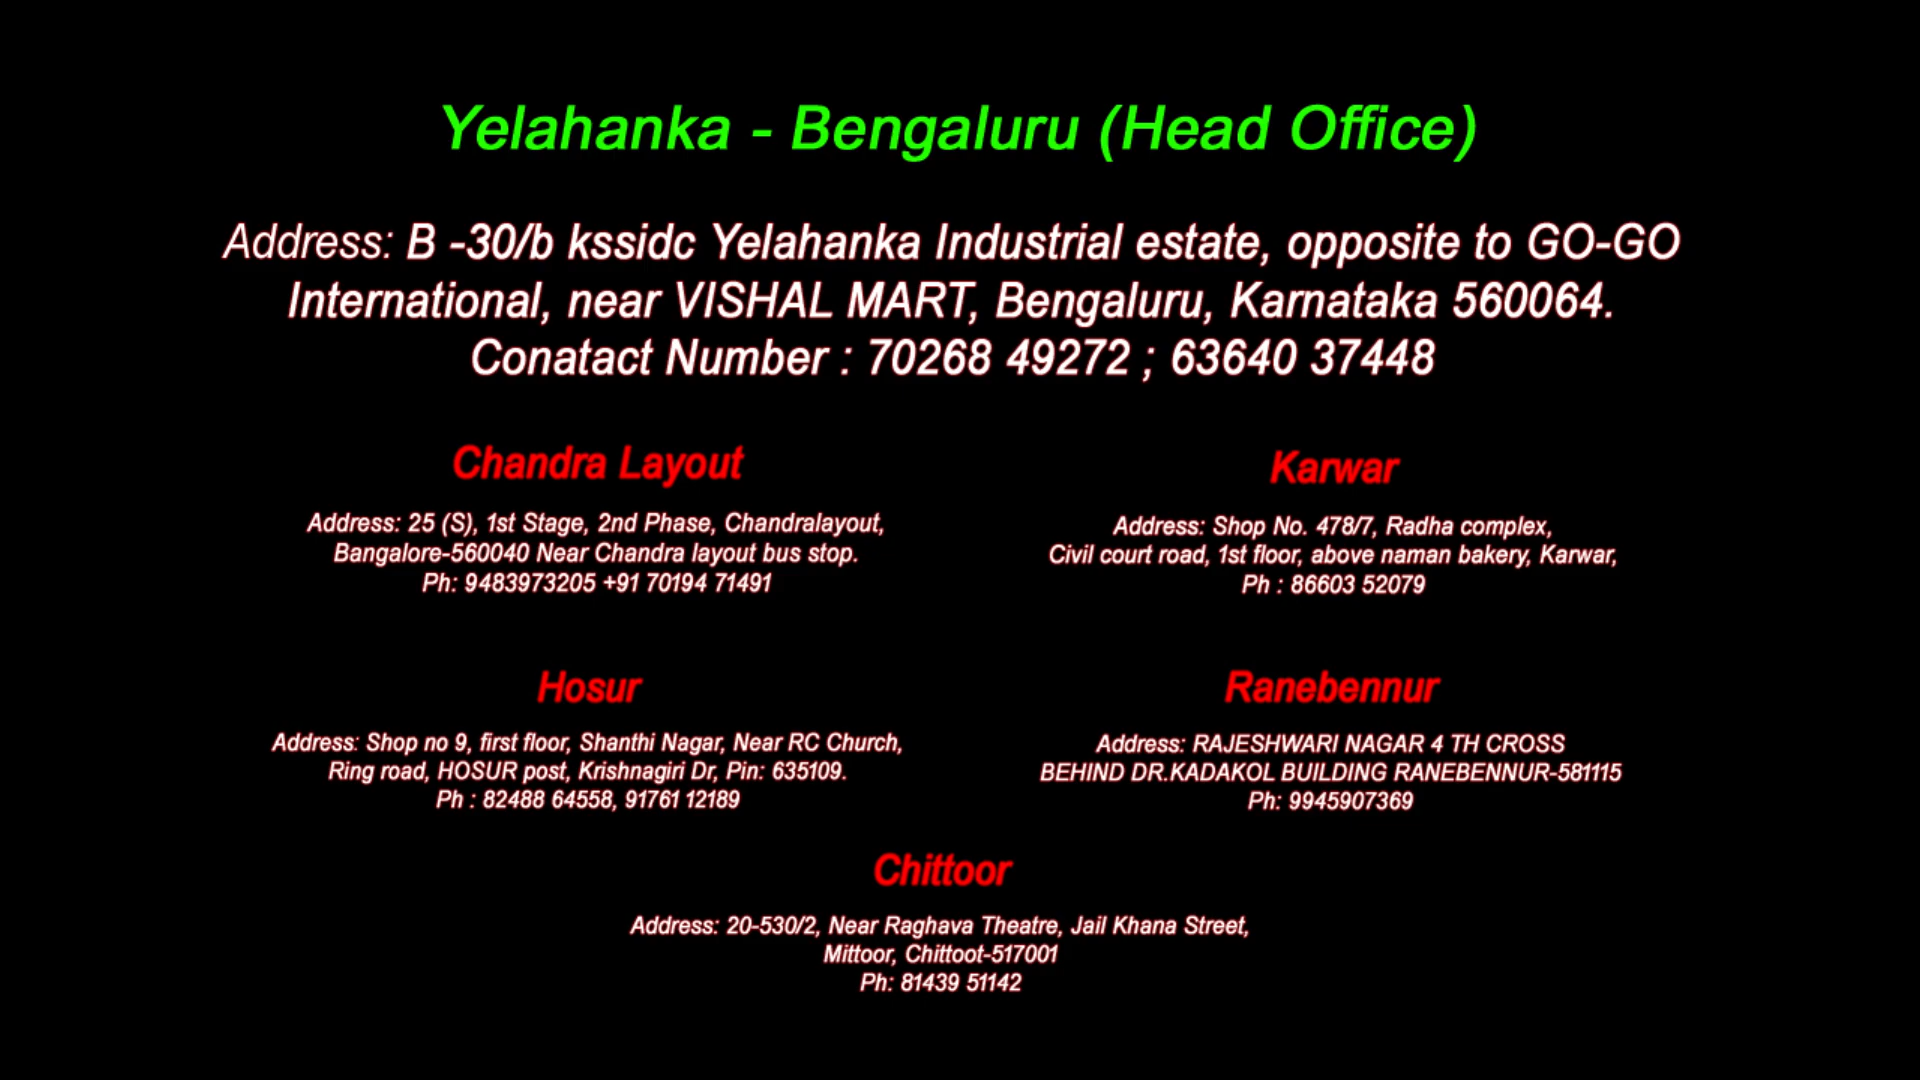 Yelahanka - Bengaluru (Head Office)
Address: B -30/b kssidc Yelahanka Industrial estate, opposite to GO-GO
International, near VISHAL MART, Bengaluru, Karnataka 560064.
Conatact Number : 70268 49272 ; 63640 37448
Chandra Layout
Address: 25 (S), 1st Stage, 2nd Phase, Chandralayout,
Bangalore-560040 Near Chandra layout bus stop.
Ph: 9483973205 +91 70194 71491
Karwar
Address: Shop No. 478/7, Radha complex,
Civil court road, 1st floor, above naman bakery, Karwar,
Ph : 86603 52079
Hosur
Address: Shop no 9, first floor, Shanthi Nagar, Near RC Church,
Ring road, HOSUR post, Krishnagiri Dr, Pin: 635109.
Ph : 82488 64558, 91761 12189
Ranebennur
Address: RAJESHWARI NAGAR 4 TH CROSS
BEHIND DR.KADAKOL BUILDING RANEBENNUR-581115
Ph: 9945907369
Chittoor
Address: 20-530/2, Near Raghava Theatre, Jail Khana Street,
Mittoor, Chittoot-517001
Ph: 81439 51142